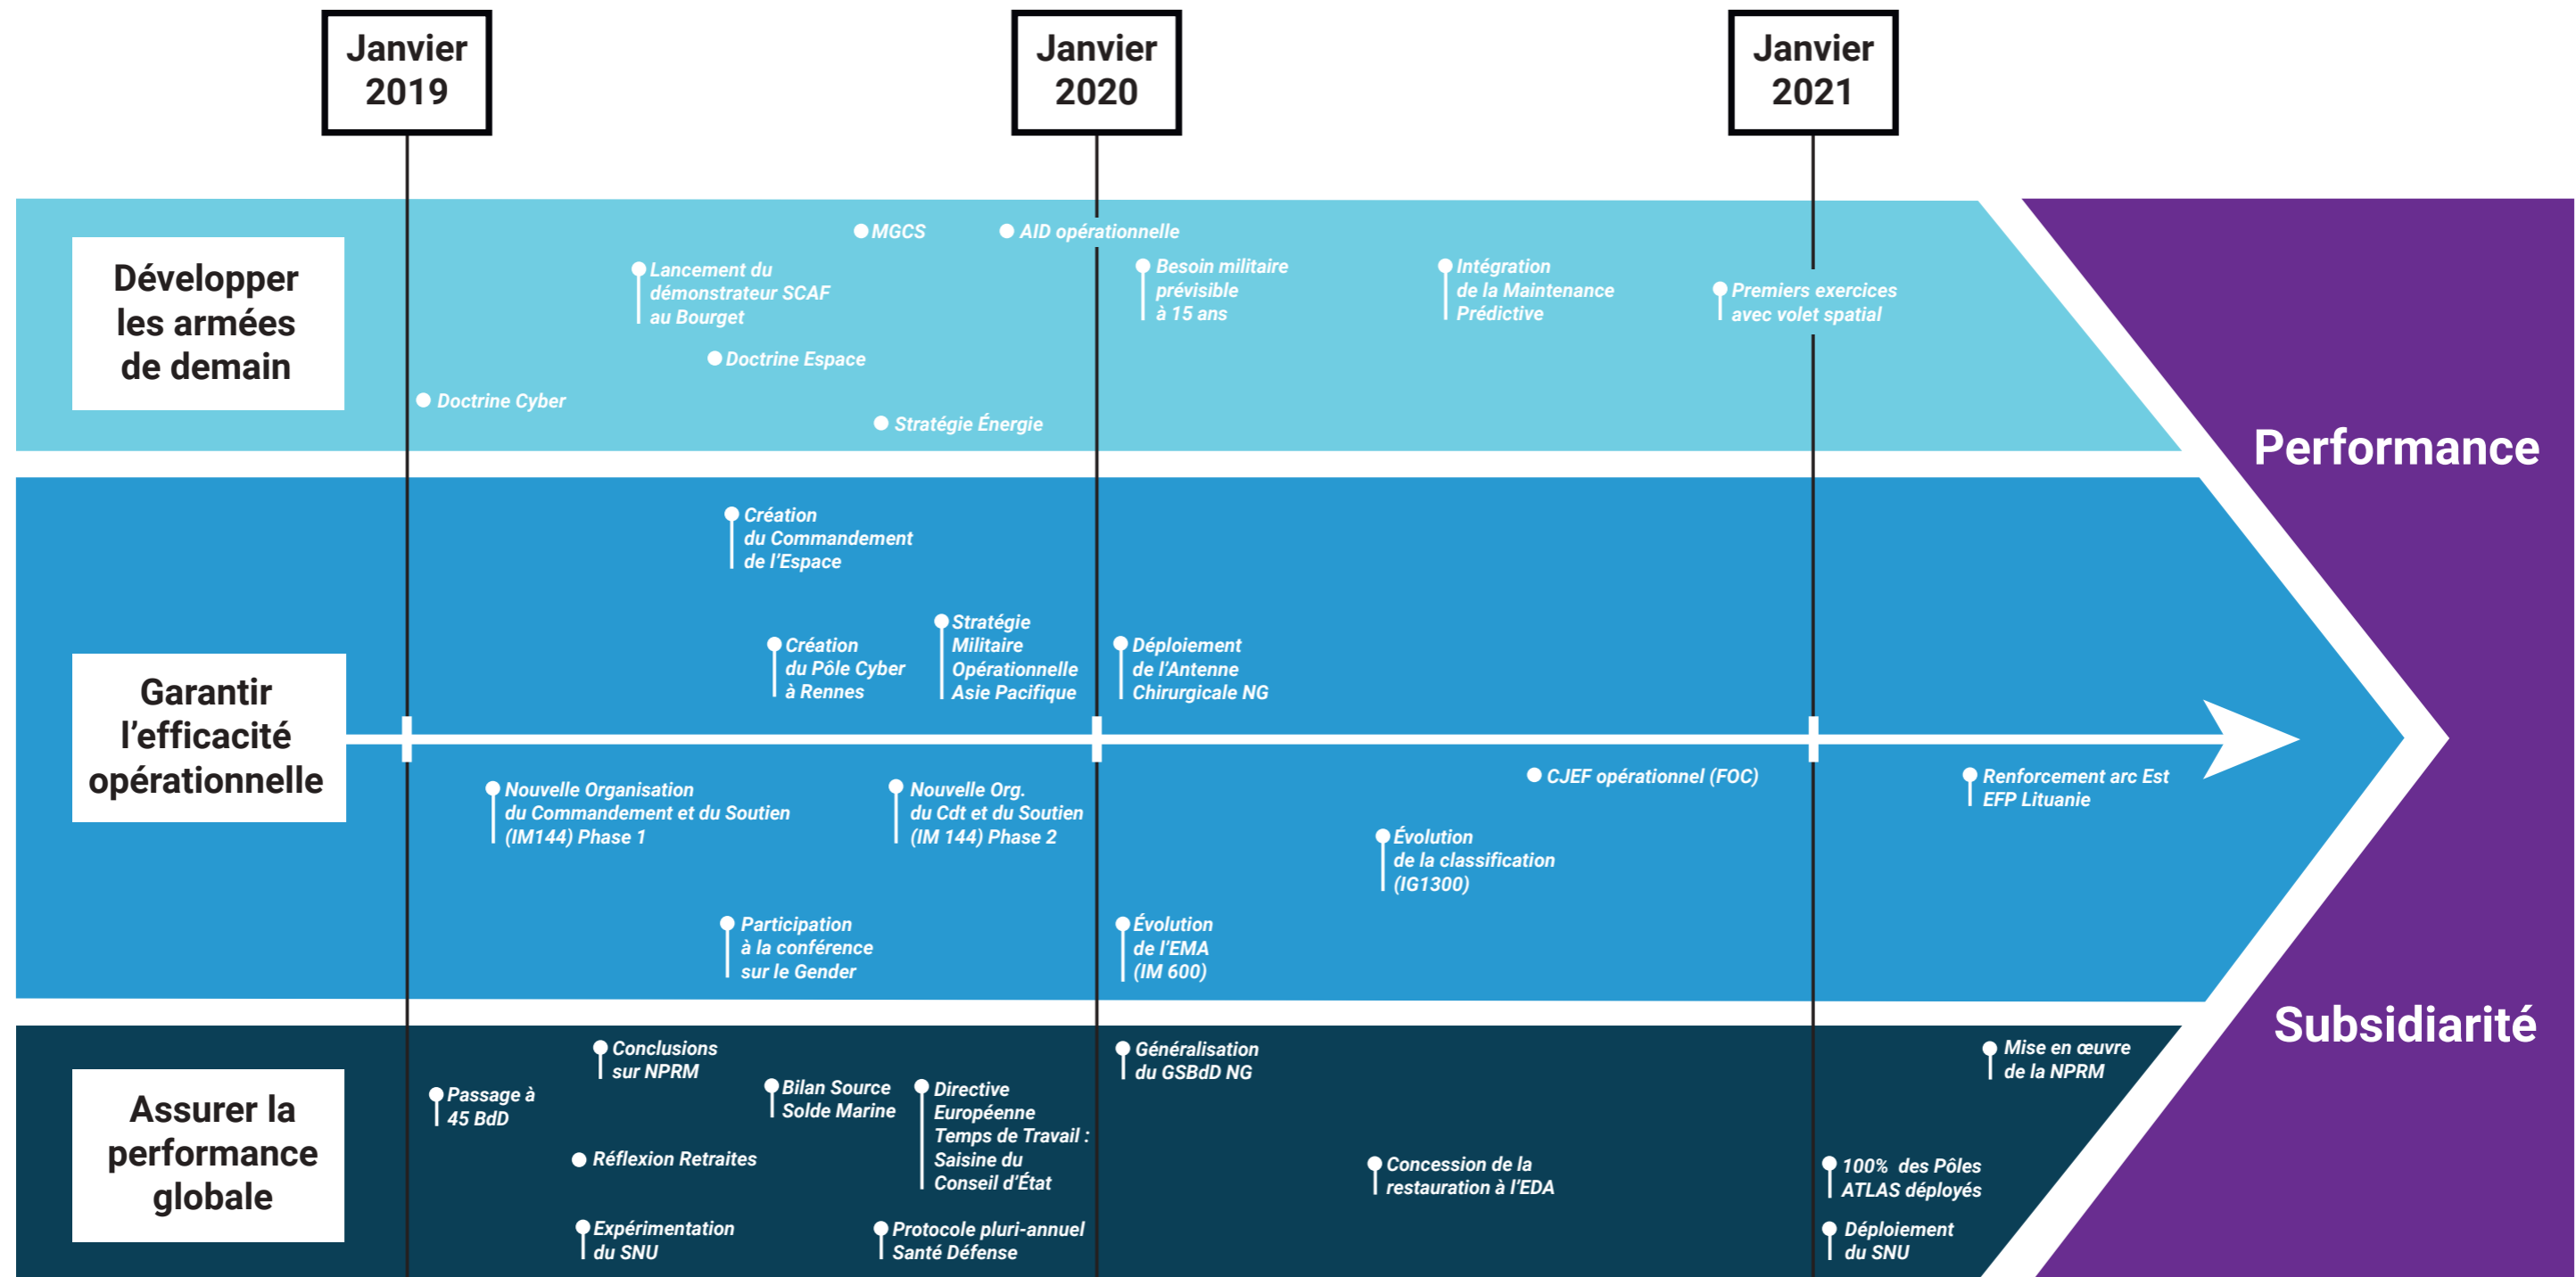 Janvier
2019
Janvier
2020
Janvier
2021
Développer
les armées
de demain
MGCS
AID opérationnelle
Lancement du
démonstrateur SCAF
au Bourget
Besoin militaire
prévisible
à 15 ans
Intégration
de la Maintenance
Prédictive
Premiers exercices
avec volet spatial
Doctrine Espace
Doctrine Cyber
Stratégie Énergie
Performance
Garantir
l’efficacité
opérationnelle
Création
du Commandement
de l’Espace
Création
du Pôle Cyber
à Rennes
Stratégie
Militaire
Opérationnelle
Asie Pacifique
Déploiement
de l’Antenne
Chirurgicale NG
Nouvelle Organisation
du Commandement et du Soutien
(IM144) Phase 1
Nouvelle Org.
du Cdt et du Soutien
(IM 144) Phase 2
CJEF opérationnel (FOC)
Renforcement arc Est
EFP Lituanie
Évolution
de la classification
(IG1300)
Participation
à la conférence
sur le Gender
Évolution
de l’EMA
(IM 600)
Subsidiarité
Assurer la
performance
globale
Conclusions
sur NPRM
Passage à
45 BdD
Bilan Source
Solde Marine
Directive
Européenne
Temps de Travail :
Saisine du
Conseil d’État
Généralisation
du GSBdD NG
Mise en œuvre
de la NPRM
Réflexion Retraites
Concession de la
restauration à l’EDA
100% des Pôles
ATLAS déployés
Expérimentation
du SNU
Protocole pluri-annuel
Santé Défense
Déploiement
du SNU